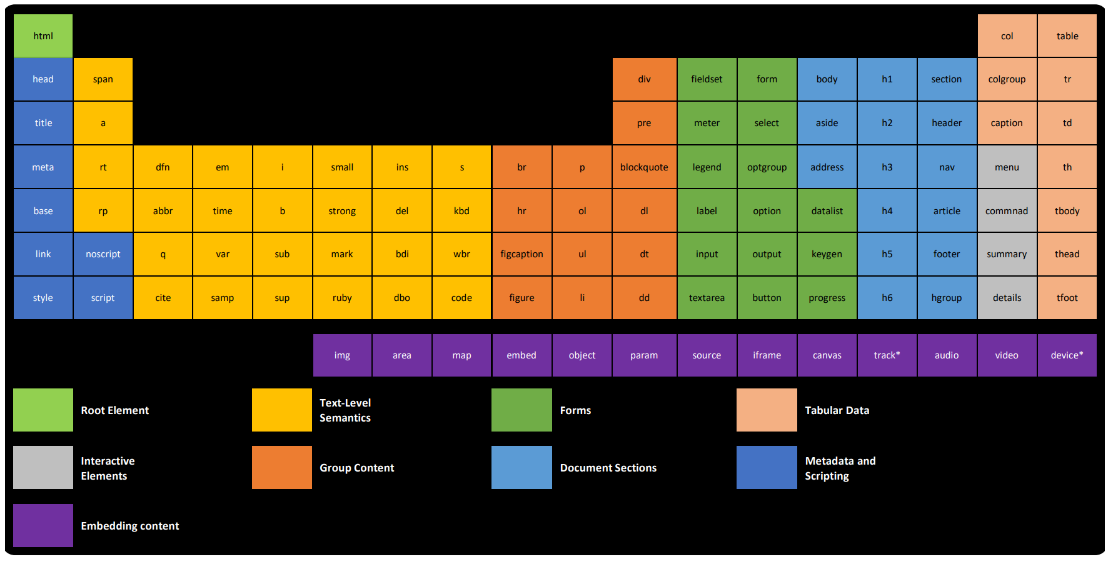 html col table
head span div fieldset form body h1 section colgroup tr
title a pre meter select aside h2 header caption td
meta rt dfn em i small ins s br p blockquote legend optgroup address h3 nav menu th
base rp abbr time b strong del kbd hr ol dl label option datalist h4 article commnad tbody
link noscript q var sub mark bdi wbr figcaption ul dt input output keygen h5 footer summary thead
style script cite samp sup ruby dbo code figure li dd textarea button progress h6 hgroup details tfoot
img area map embed object param source iframe canvas track* audio video device*
Root Element
Text-Level
Semantics
Forms
Tabular Data
Interactive
Elements
Group Content
Document Sections
Metadata and
Scripting
Embedding content